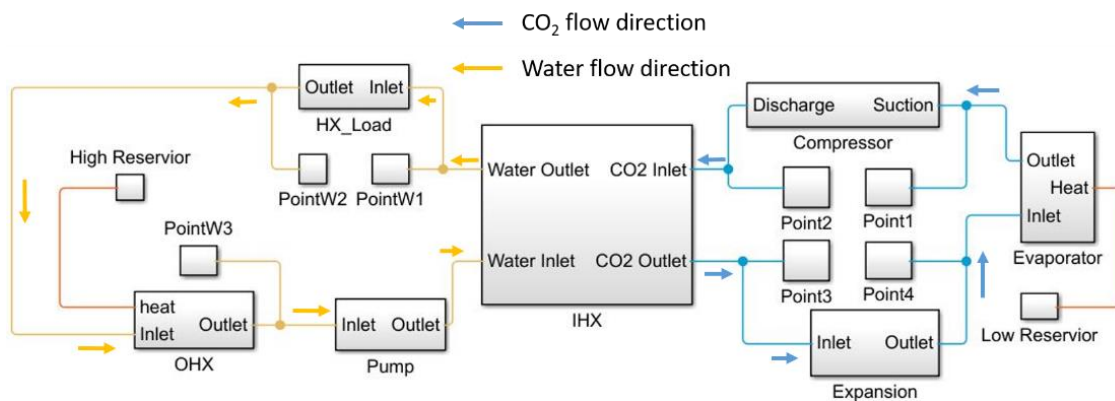 CO₂ flow direction
Water flow direction
Outlet Inlet
HX_Load
Discharge Suction
Compressor
High Reservior
PointW2
PointW1
Water Outlet CO2 Inlet
Outlet
Heat
Inlet
Evaporator
Point2
Point1
PointW3
Water Inlet CO2 Outlet
IHX
Point3
Point4
Low Reservior
heat
Inlet Outlet
OHX
Inlet Outlet
Pump
Inlet Outlet
Expansion